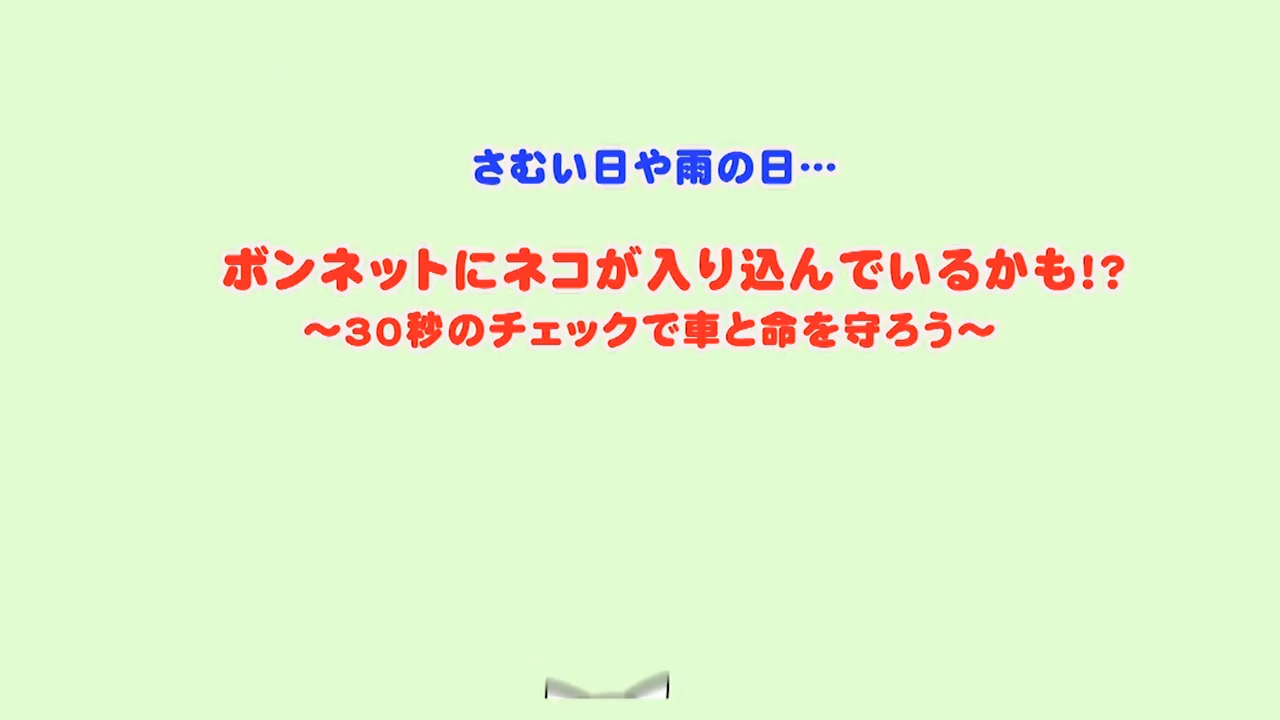 さむい日や雨の日…
ボンネットにネコが入り込んでいるかも!?
～30秒のチェックで車と命を守ろう～